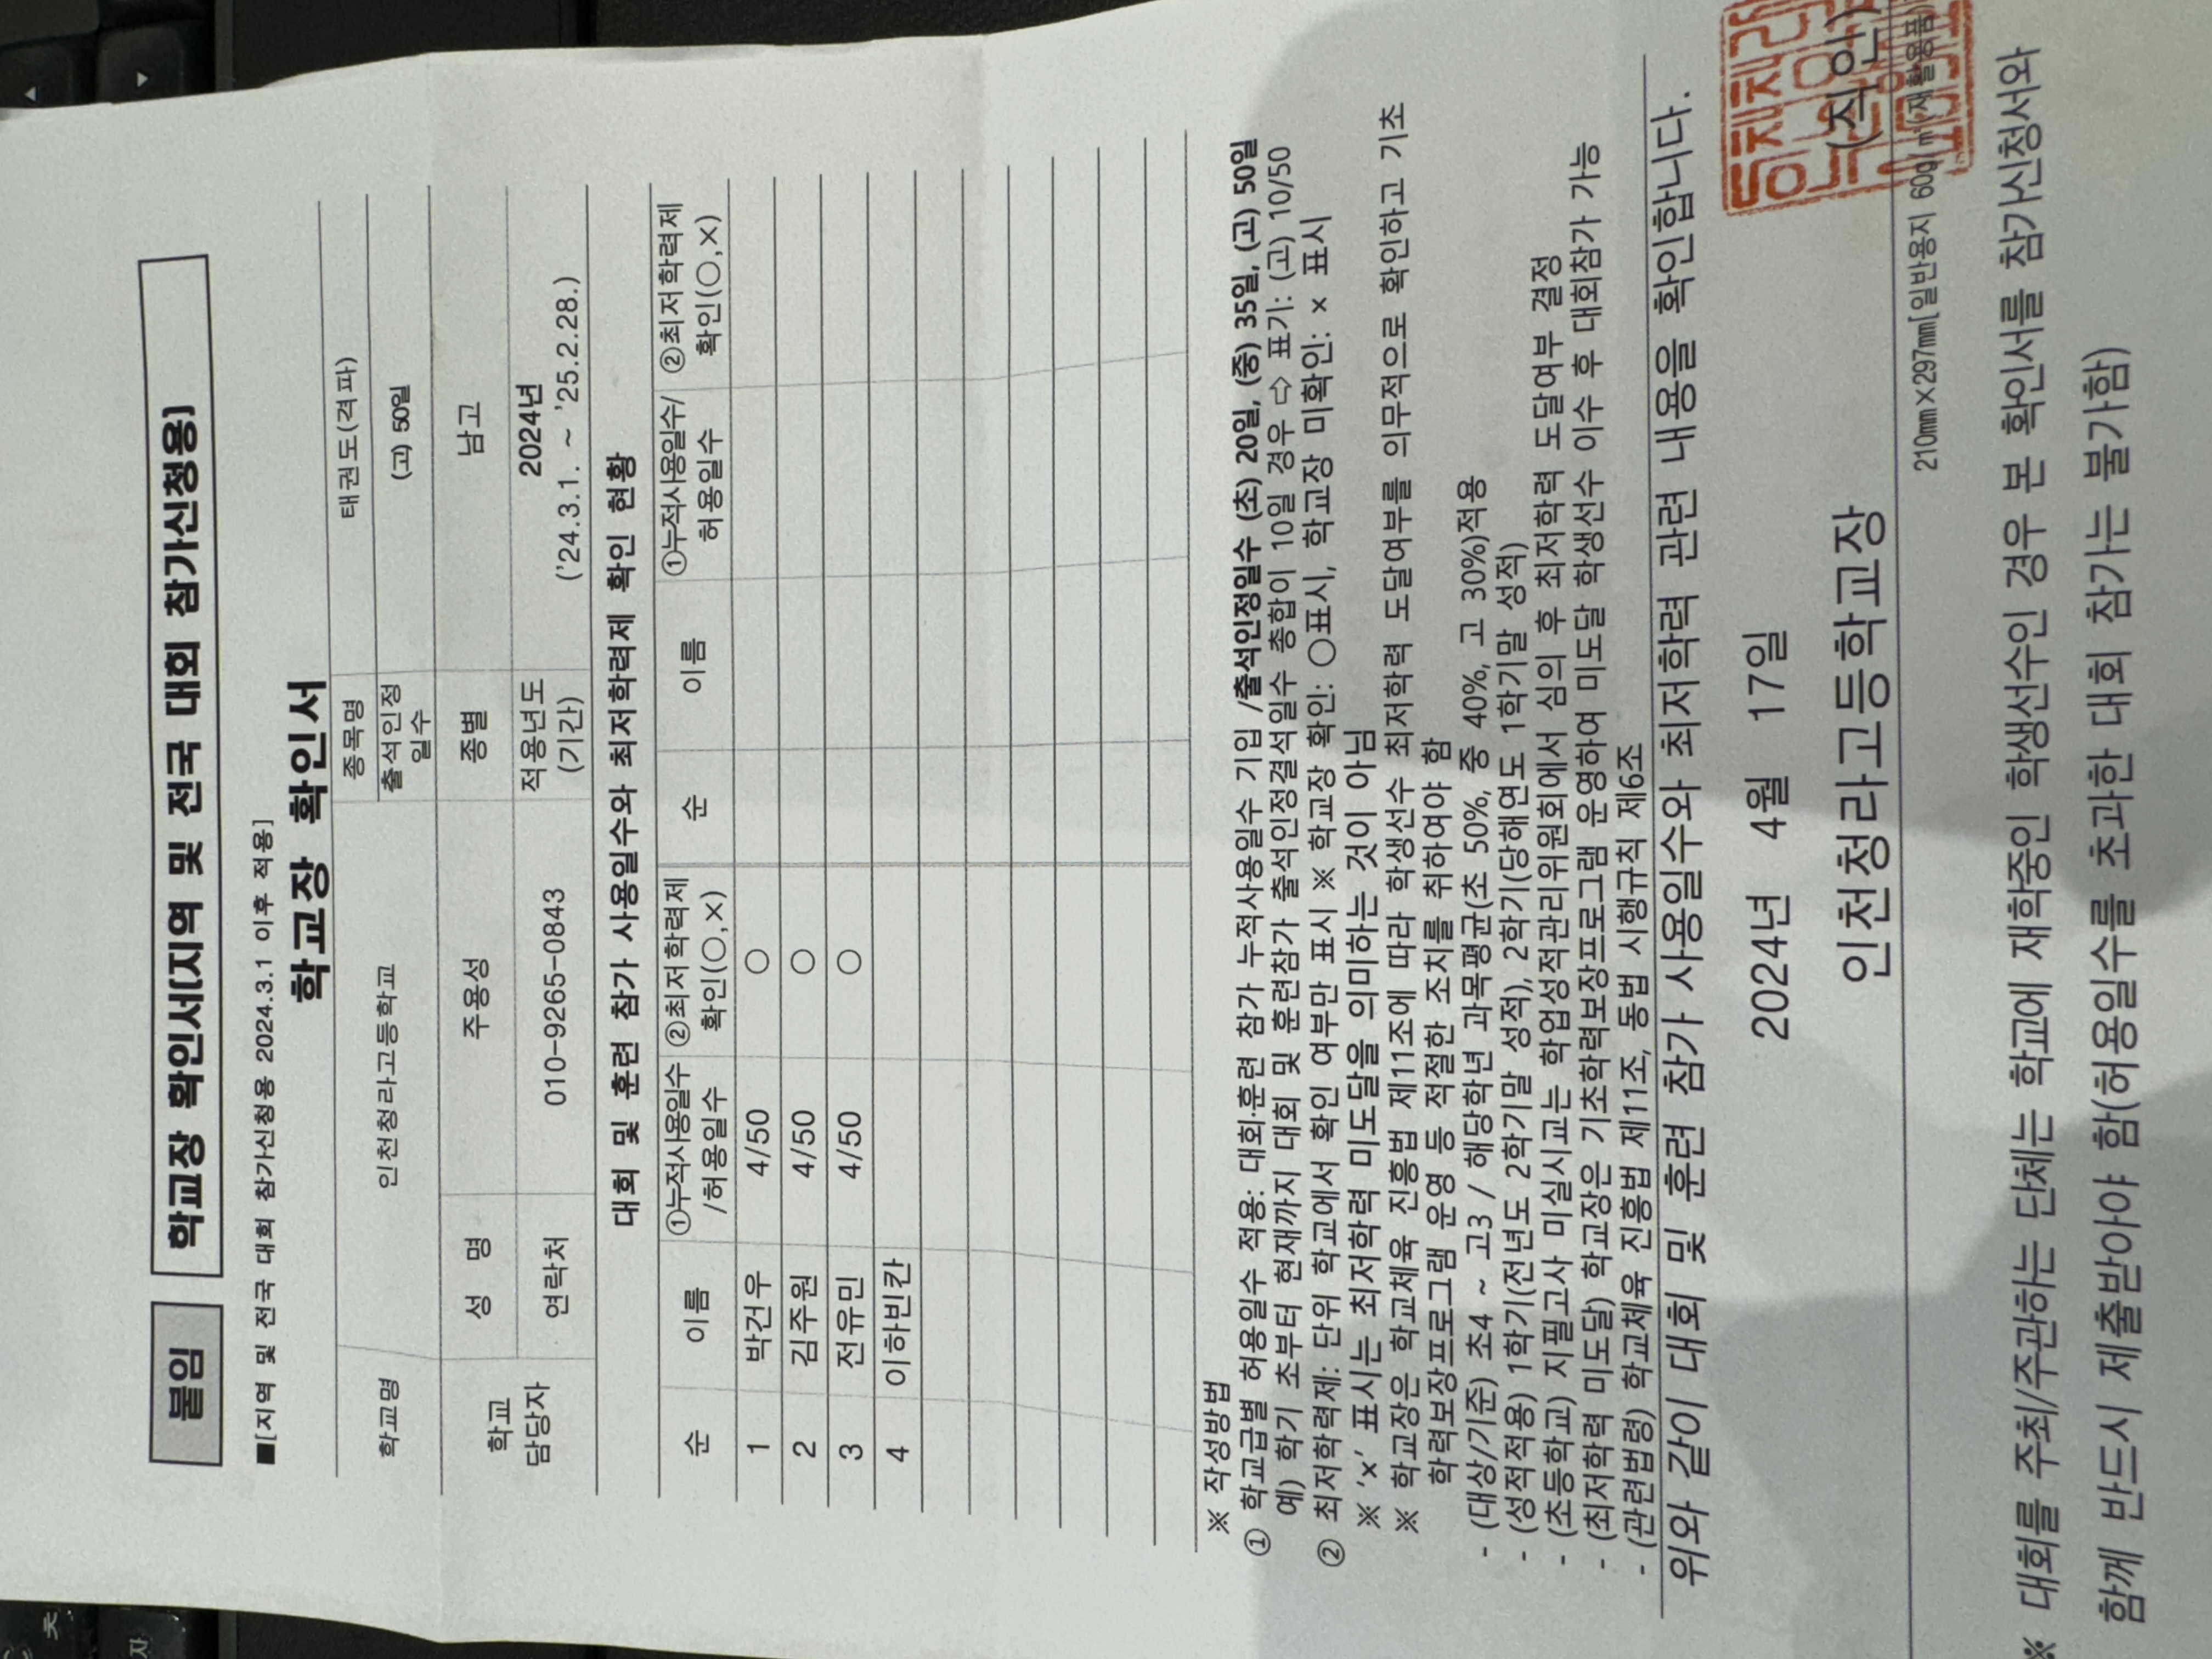 붙임 학교장 확인서(지역 및 전국 대회 참가신청용)
■[지역 및 전국 대회 참가신청용 2024.3.1 이후 적용]
학교장 확인서
학교명 인천청라고등학교 종목명 태권도(격파)
출석인정일수 (고) 50일
학교 담당자 성 명 주용성 종별 남고
연락처 010-9265-0843 적용년도(기간) 2024년 ('24.3.1. ~ '25.2.28.)
대회 및 훈련 참가 사용일수와 최저학력제 확인 현황
순 이름 ①누적사용일수/허용일수 ②최저학력제 확인(○,×) 순 이름 ①누적사용일수/허용일수 ②최저학력제 확인(○,×)
1 박건우 4/50 ○
2 김주원 4/50 ○
3 전유민 4/50 ○
4 이하빈칸
※ 작성방법
① 학교급별 허용일수 적용: 대회·훈련 참가 누적사용일수 기입 /출석인정일수 (초) 20일, (중) 35일, (고) 50일
예) 학기 초부터 현재까지 대회 및 훈련참가 출석인정결석일수 총합이 10일 경우 ⇨ 표기: (고) 10/50
② 최저학력제: 단위 학교에서 확인 여부만 표시 ※ 학교장 확인: ○표시, 학교장 미확인: × 표시
※ '×' 표시는 최저학력 미도달을 의미하는 것이 아님
※ 학교장은 학교체육 진흥법 제11조에 따라 학생선수 최저학력 도달여부를 의무적으로 확인하고 기초
학력보장프로그램 운영 등 적절한 조치를 취하여야 함
- (대상/기준) 초4 ~ 고3 / 해당학년 과목평균(초 50%, 중 40%, 고 30%)적용
- (성적적용) 1학기(전년도 2학기말 성적), 2학기(당해연도 1학기말 성적)
- (초등학교) 지필고사 미실시교는 학업성적관리위원회에서 심의 후 최저학력 도달여부 결정
- (최저학력 미도달) 학교장은 기초학력보장프로그램 운영하여 미도달 학생선수 이수 후 대회참가 가능
- (관련법령) 학교체육 진흥법 제11조, 동법 시행규칙 제6조
위와 같이 대회 및 훈련 참가 사용일수와 최저학력 관련 내용을 확인합니다.
2024년 4월 17일
인천청라고등학교장 (직인)
210㎜×297㎜[일반용지 60g/㎡(재활용품)]
※ 대회를 주최/주관하는 단체는 학교에 재학중인 학생선수인 경우 본 확인서를 참가신청서와
함께 반드시 제출받아야 함(허용일수를 초과한 대회 참가는 불가함)